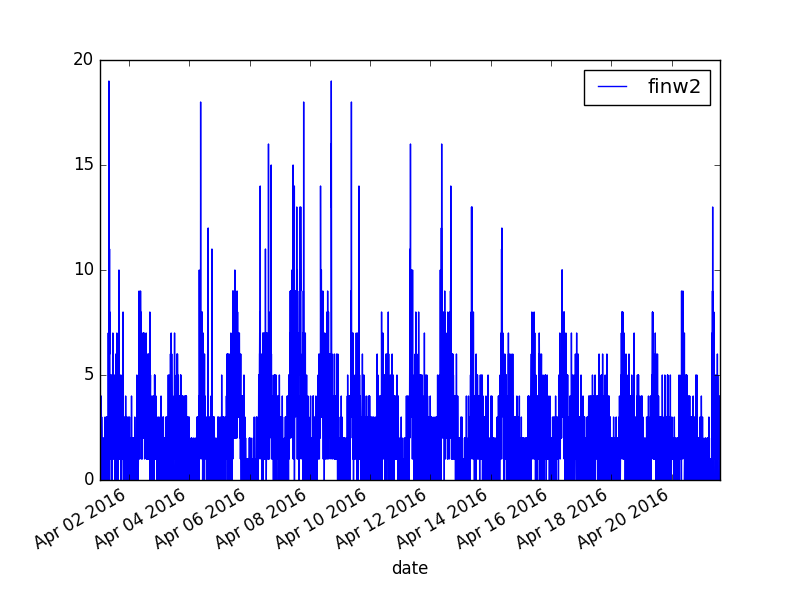 20
finw2
15
10
5
0
Apr 02 2016
Apr 04 2016
Apr 06 2016
Apr 08 2016
Apr 10 2016
Apr 12 2016
Apr 14 2016
Apr 16 2016
Apr 18 2016
Apr 20 2016
date